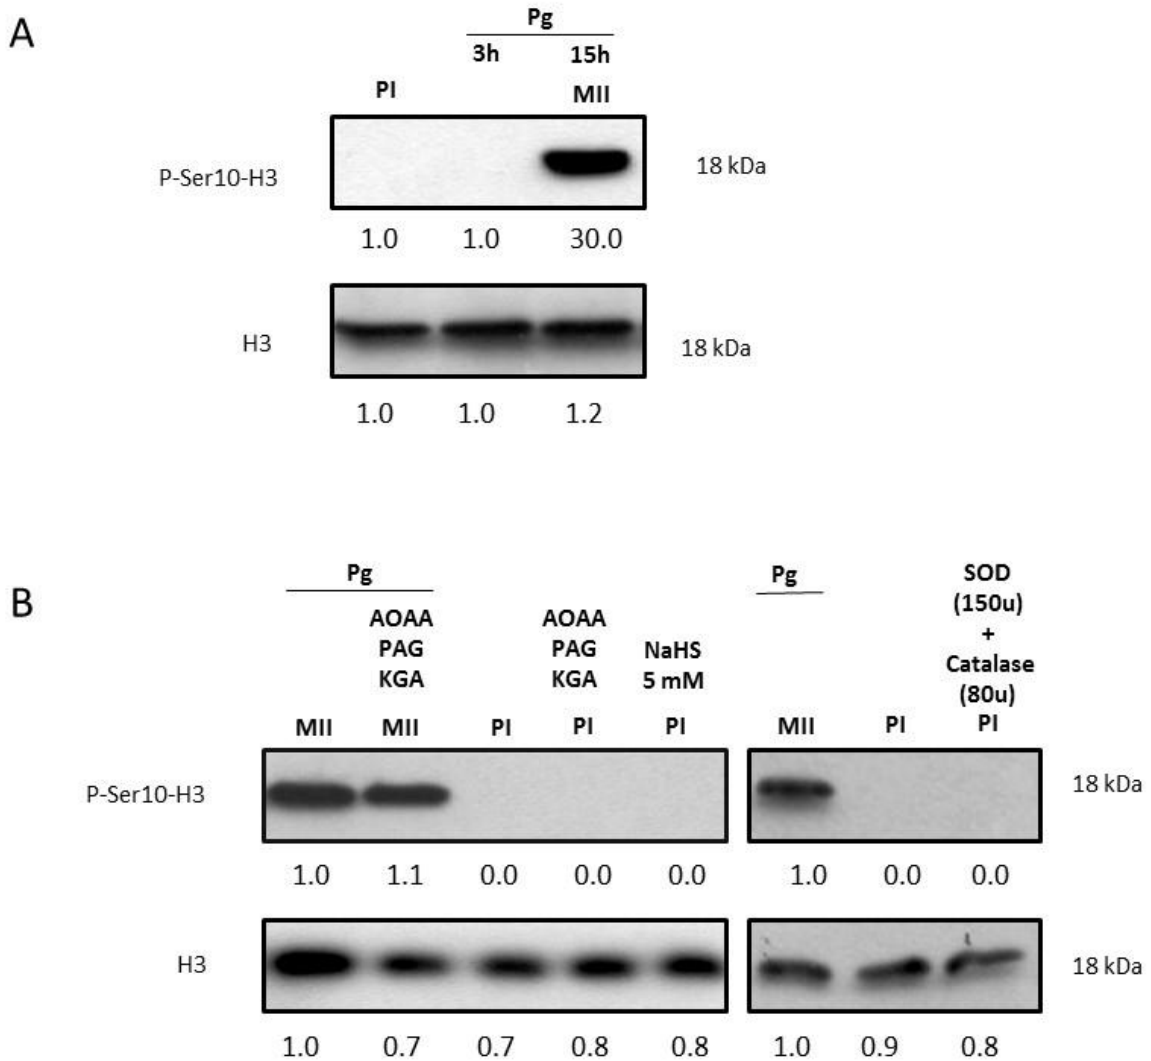 A
Pg
3h 15h
PI MII
P-Ser10-H3 18 kDa
1.0 1.0 30.0
H3 18 kDa
1.0 1.0 1.2
B
Pg
AOAA
PAG
KGA
AOAA
PAG
KGA
NaHS
5 mM
MII MII PI PI PI
Pg
SOD
(150u)
+
Catalase
(80u)
MII PI PI
P-Ser10-H3 18 kDa
1.0 1.1 0.0 0.0 0.0 1.0 0.0 0.0
H3 18 kDa
1.0 0.7 0.7 0.8 0.8 1.0 0.9 0.8